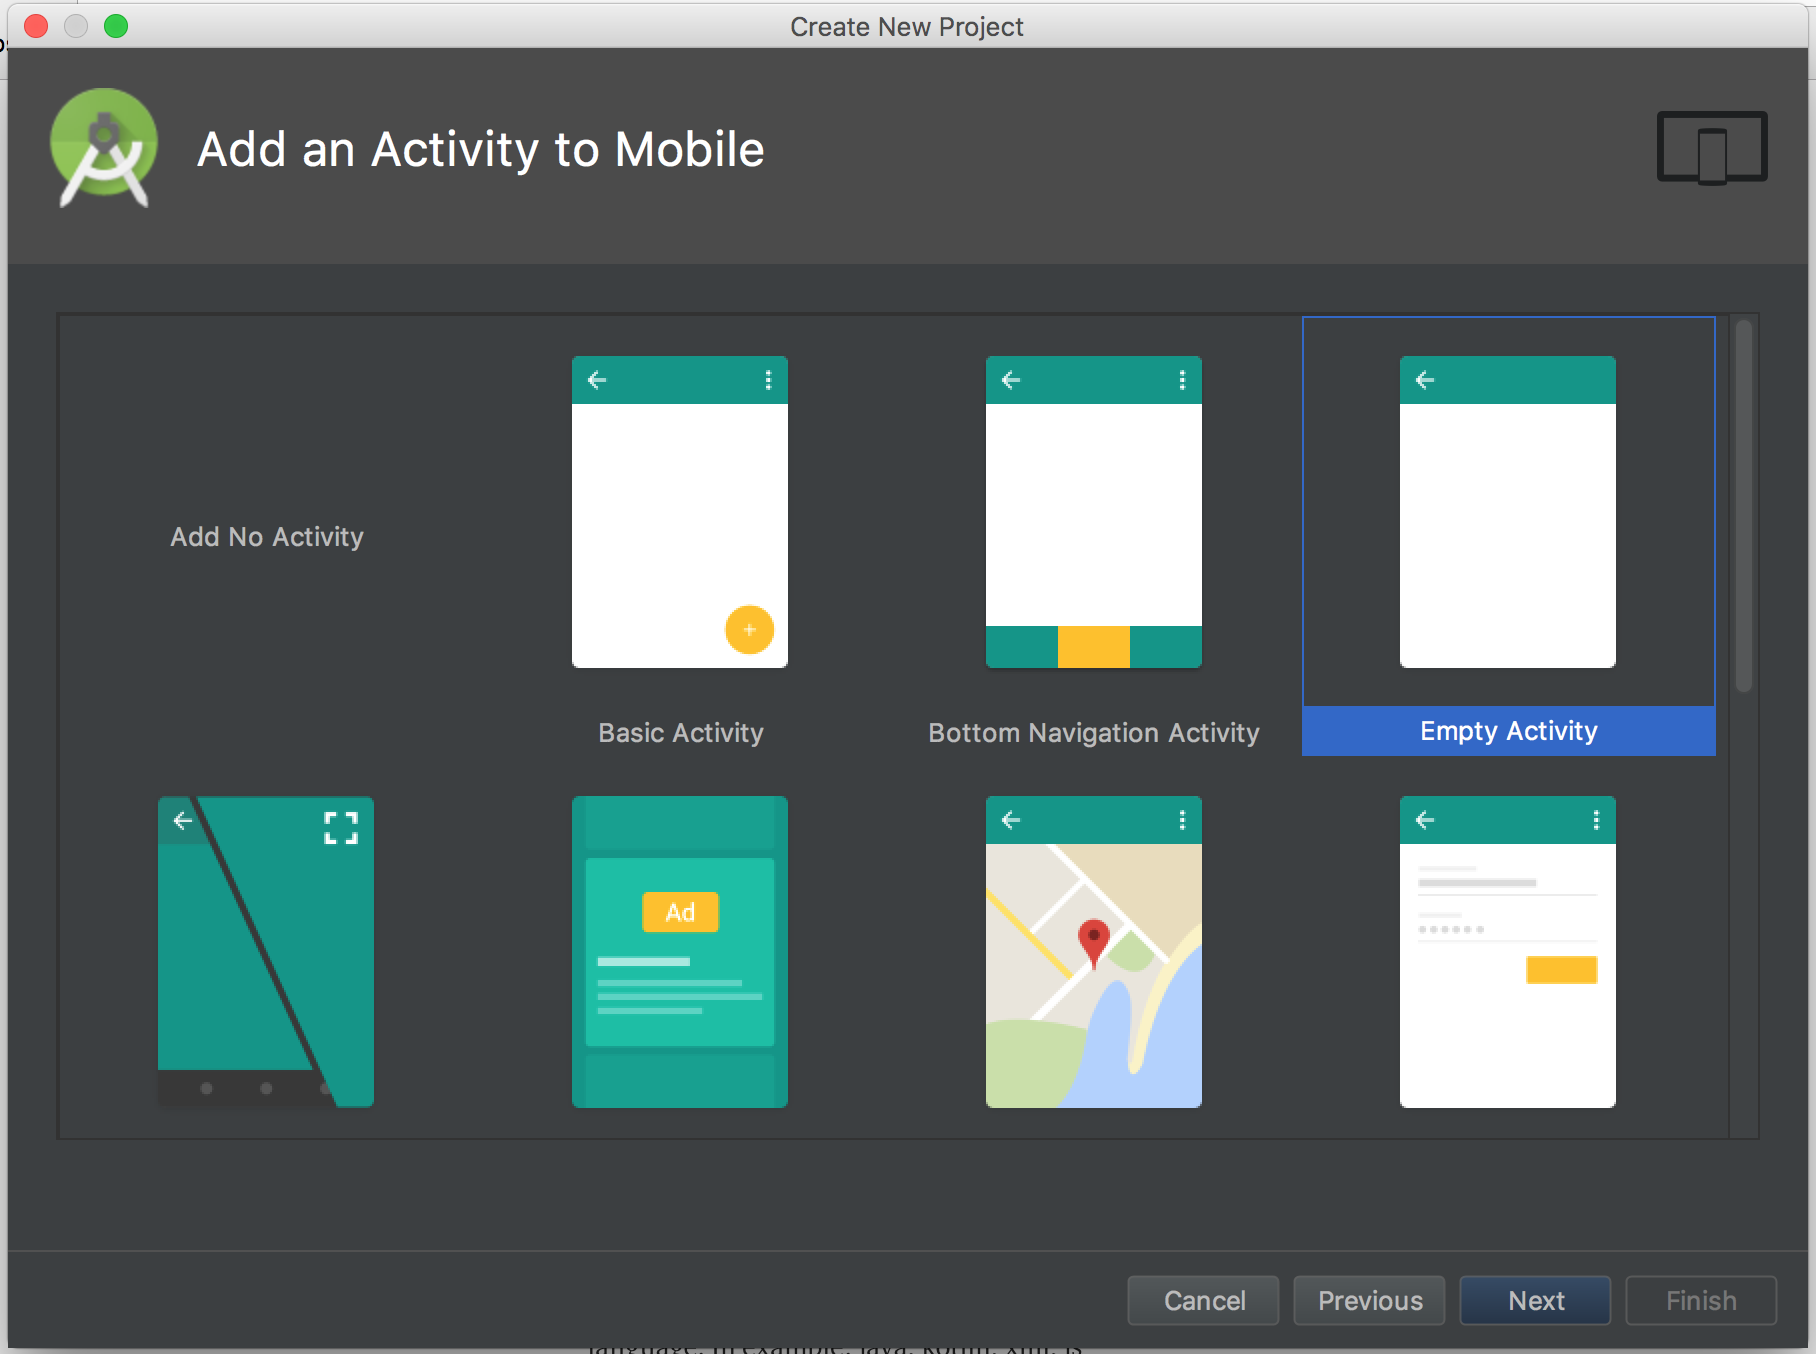 Create New Project
Add an Activity to Mobile
Add No Activity
Basic Activity
Bottom Navigation Activity
Empty Activity
Ad
Cancel
Previous
Next
Finish